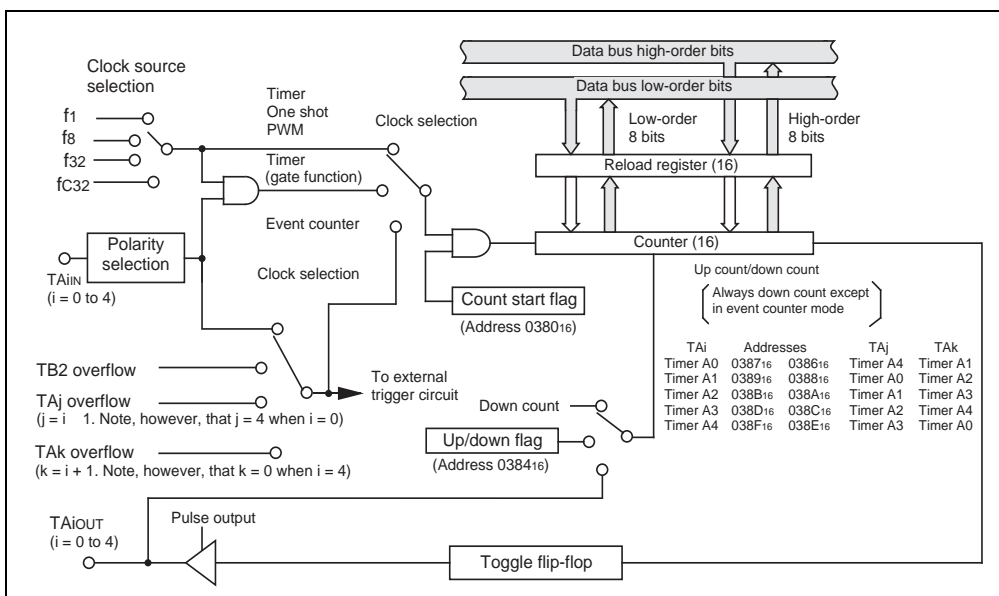 Data bus high-order bits
Data bus low-order bits
Clock source
selection
f1
f8
f32
fC32
Timer
One shot
PWM
Clock selection
Low-order
8 bits
High-order
8 bits
Timer
(gate function)
Reload register (16)
Event counter
Polarity
selection
Counter (16)
TAiIN
(i = 0 to 4)
Clock selection
Up count/down count
Always down count except
in event counter mode
Count start flag
(Address 038016)
TAi Addresses TAj TAk
Timer A0 038716 038616 Timer A4 Timer A1
Timer A1 038916 038816 Timer A0 Timer A2
Timer A2 038B16 038A16 Timer A1 Timer A3
Timer A3 038D16 038C16 Timer A2 Timer A4
Timer A4 038F16 038E16 Timer A3 Timer A0
TB2 overflow
To external
trigger circuit
TAj overflow
(j = i 1. Note, however, that j = 4 when i = 0)
Down count
Up/down flag
(Address 038416)
TAk overflow
(k = i + 1. Note, however, that k = 0 when i = 4)
TAiOUT
(i = 0 to 4)
Pulse output
Toggle flip-flop